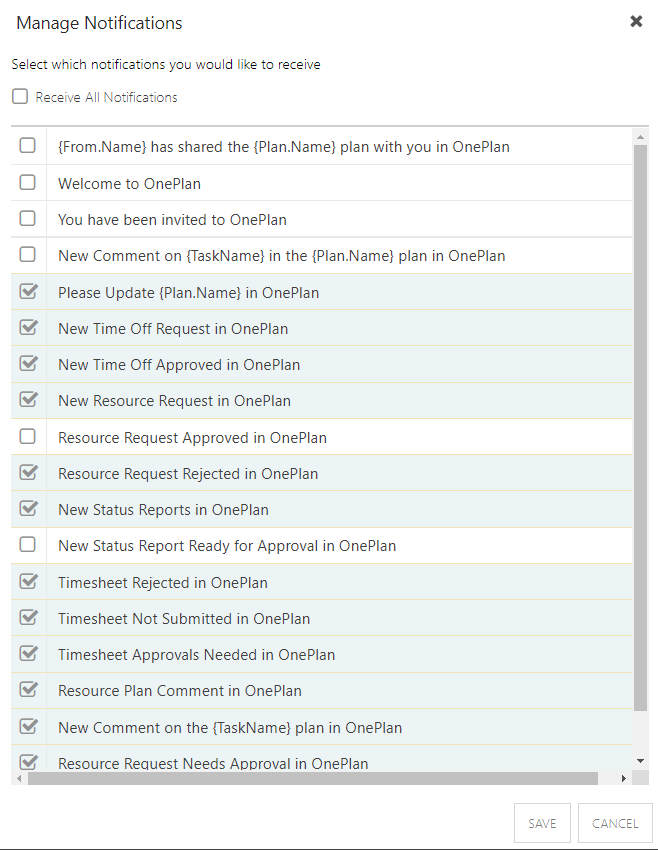 Manage Notifications
Select which notifications you would like to receive
Receive All Notifications
{From.Name} has shared the {Plan.Name} plan with you in OnePlan
Welcome to OnePlan
You have been invited to OnePlan
New Comment on {TaskName} in the {Plan.Name} plan in OnePlan
Please Update {Plan.Name} in OnePlan
New Time Off Request in OnePlan
New Time Off Approved in OnePlan
New Resource Request in OnePlan
Resource Request Approved in OnePlan
Resource Request Rejected in OnePlan
New Status Reports in OnePlan
New Status Report Ready for Approval in OnePlan
Timesheet Rejected in OnePlan
Timesheet Not Submitted in OnePlan
Timesheet Approvals Needed in OnePlan
Resource Plan Comment in OnePlan
New Comment on the {TaskName} plan in OnePlan
Resource Request Needs Approval in OnePlan
SAVE CANCEL